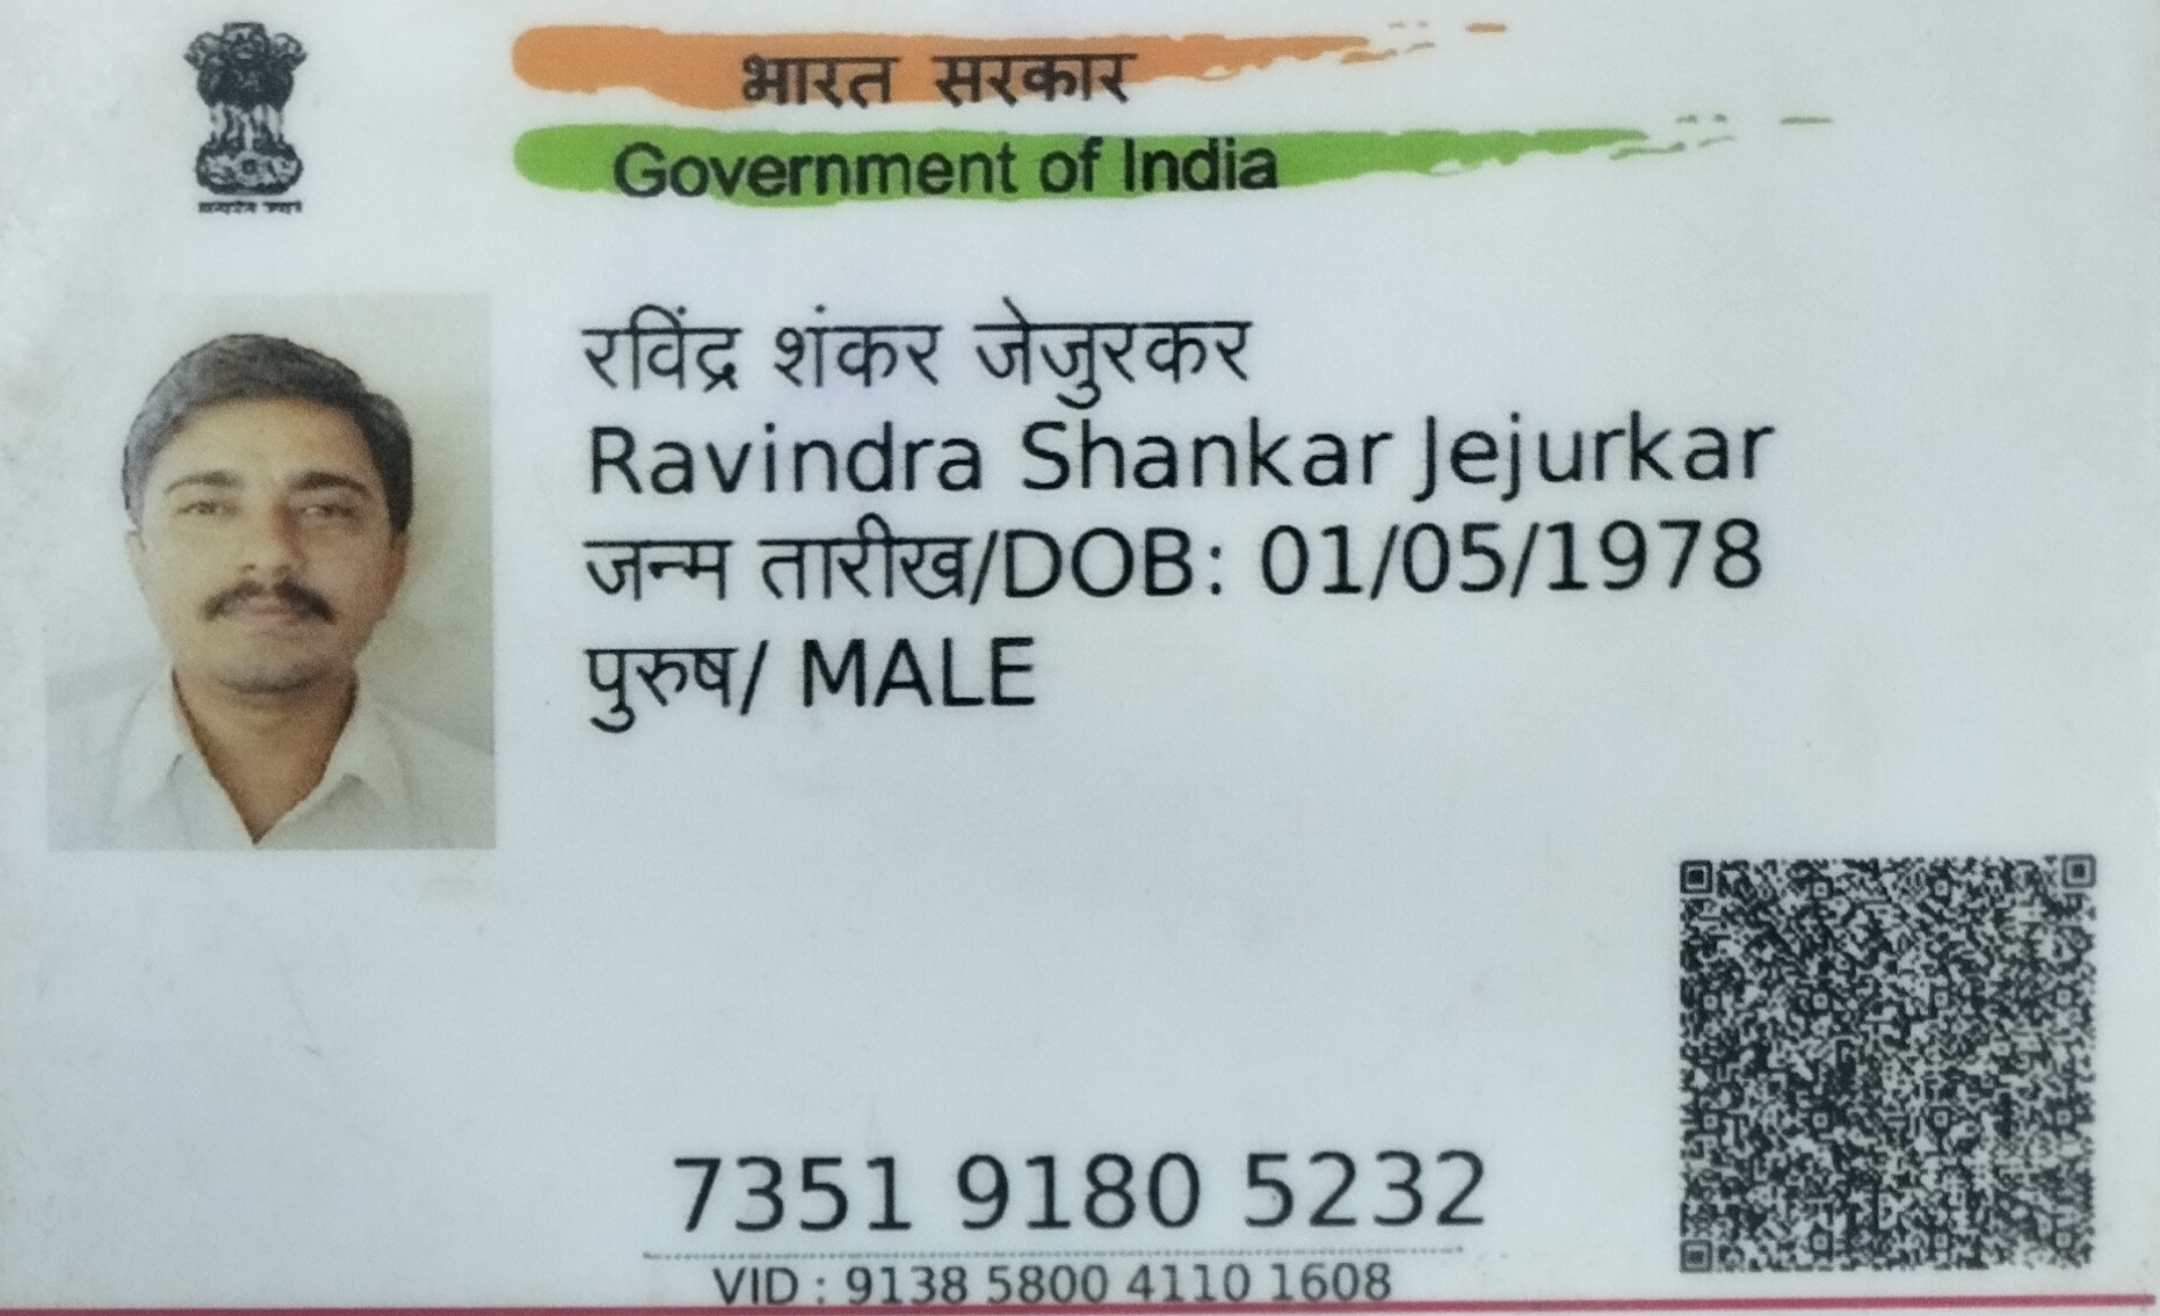 भारत सरकार
Government of India
रविंद्र शंकर जेजुरकर
Ravindra Shankar Jejurkar
जन्म तारीख/DOB: 01/05/1978
पुरुष/ MALE
7351 9180 5232
VID : 9138 5800 4110 1608